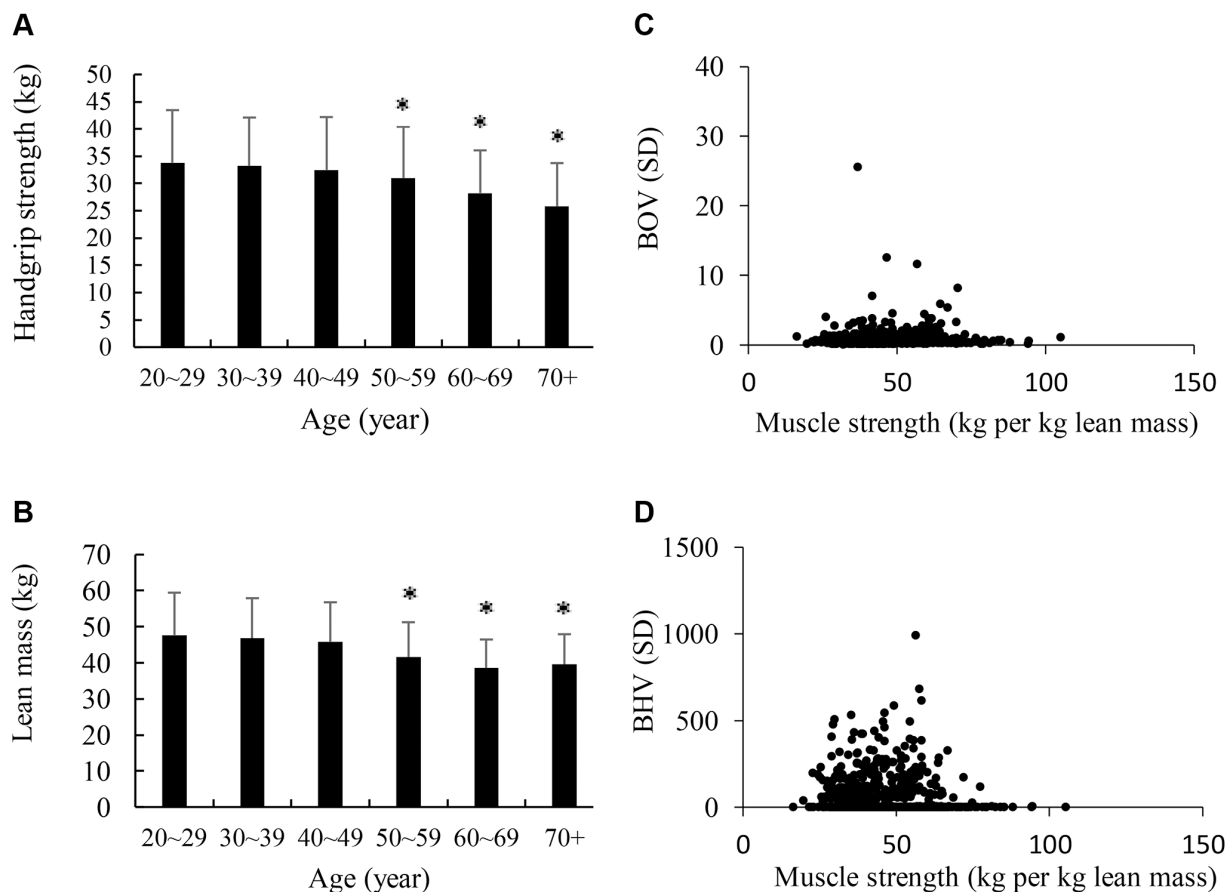 A
Handgrip strength (kg)
50
45
40
35
30
25
20
15
10
5
0
20~29 30~39 40~49 50~59 60~69 70+
Age (year)
* * *
B
Lean mass (kg)
70
60
50
40
30
20
10
0
20~29 30~39 40~49 50~59 60~69 70+
Age (year)
* * *
C
BOV (SD)
40
30
20
10
0
0 50 100 150
Muscle strength (kg per kg lean mass)
D
BHV (SD)
1500
1000
500
0
0 50 100 150
Muscle strength (kg per kg lean mass)